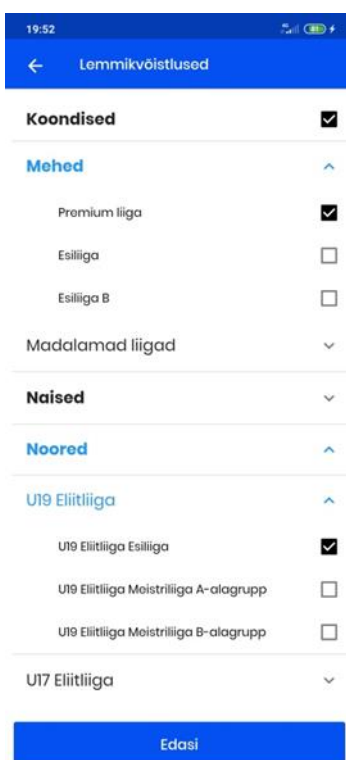 19:52
Lemmikvõistlused
Koondised
Mehed
Premium liiga
Esiliiga
Esiliiga B
Madalamad liigad
Naised
Noored
U19 Eliitliiga
U19 Eliitliiga Esiliiga
U19 Eliitliiga Meistriliiga A-alagrupp
U19 Eliitliiga Meistriliiga B-alagrupp
U17 Eliitliiga
Edasi